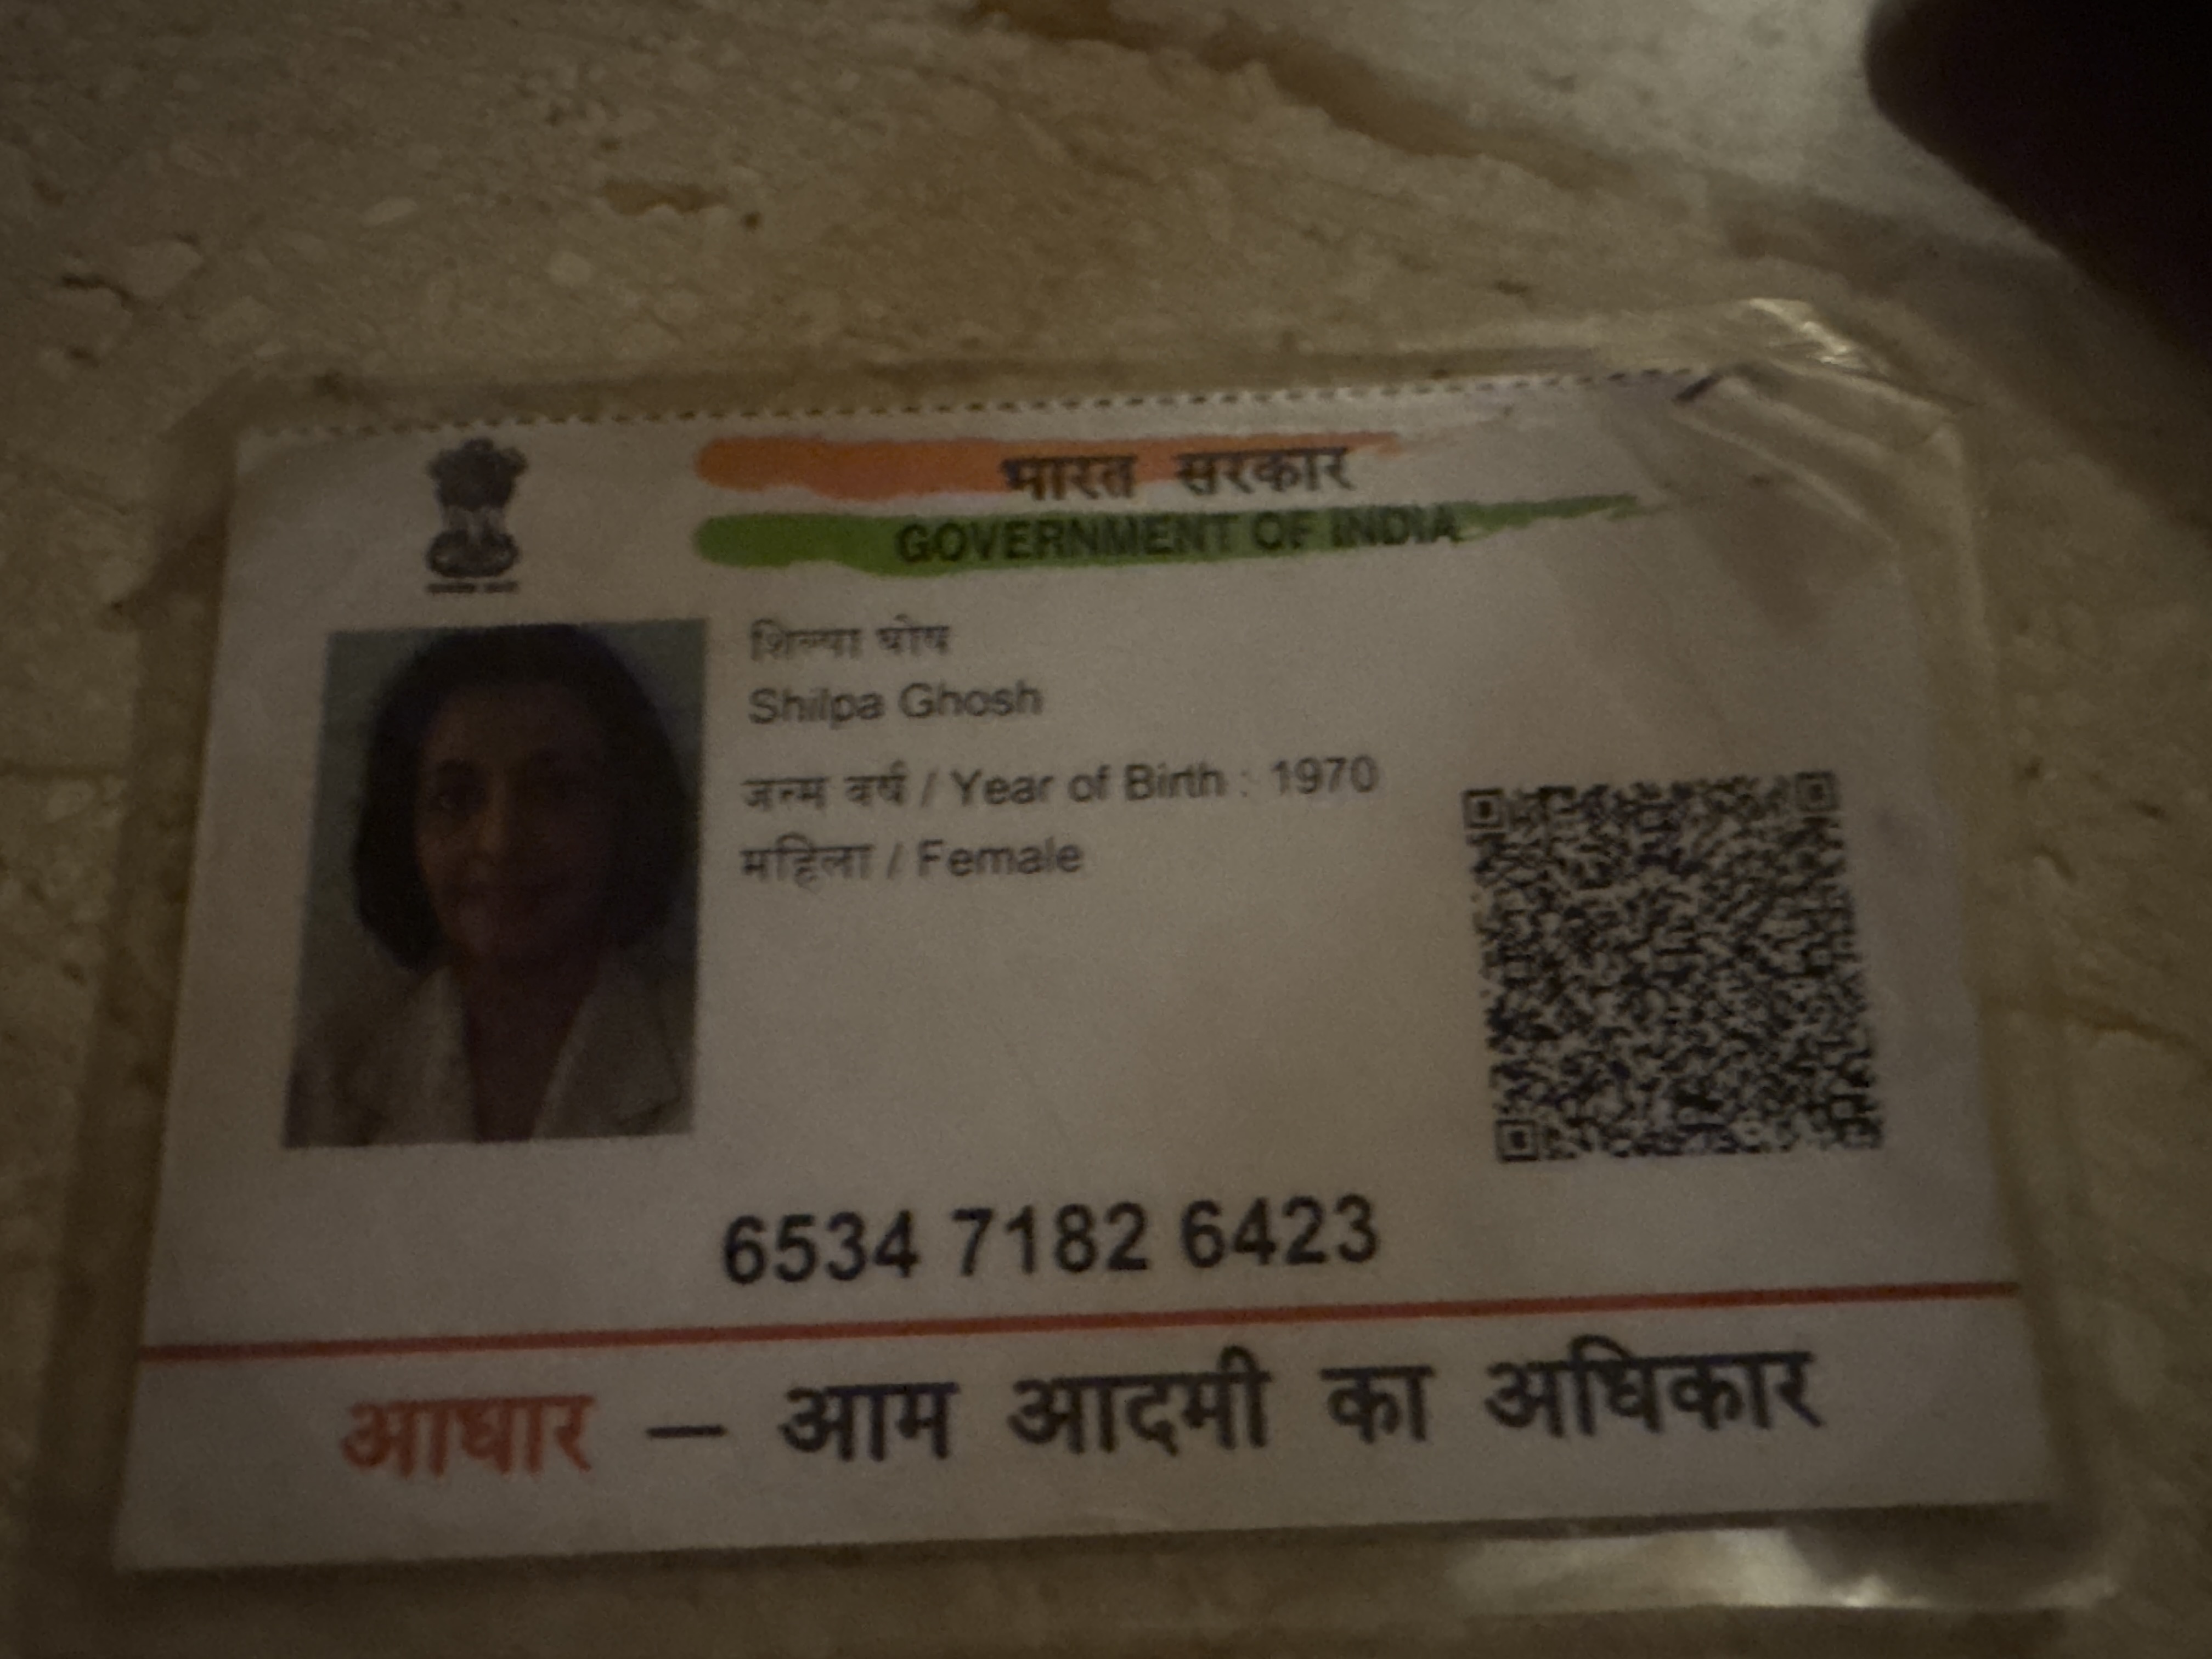 भारत सरकार
GOVERNMENT OF INDIA
शिल्पा घोष
Shilpa Ghosh
जन्म वर्ष / Year of Birth : 1970
महिला / Female
6534 7182 6423
आधार — आम आदमी का अधिकार